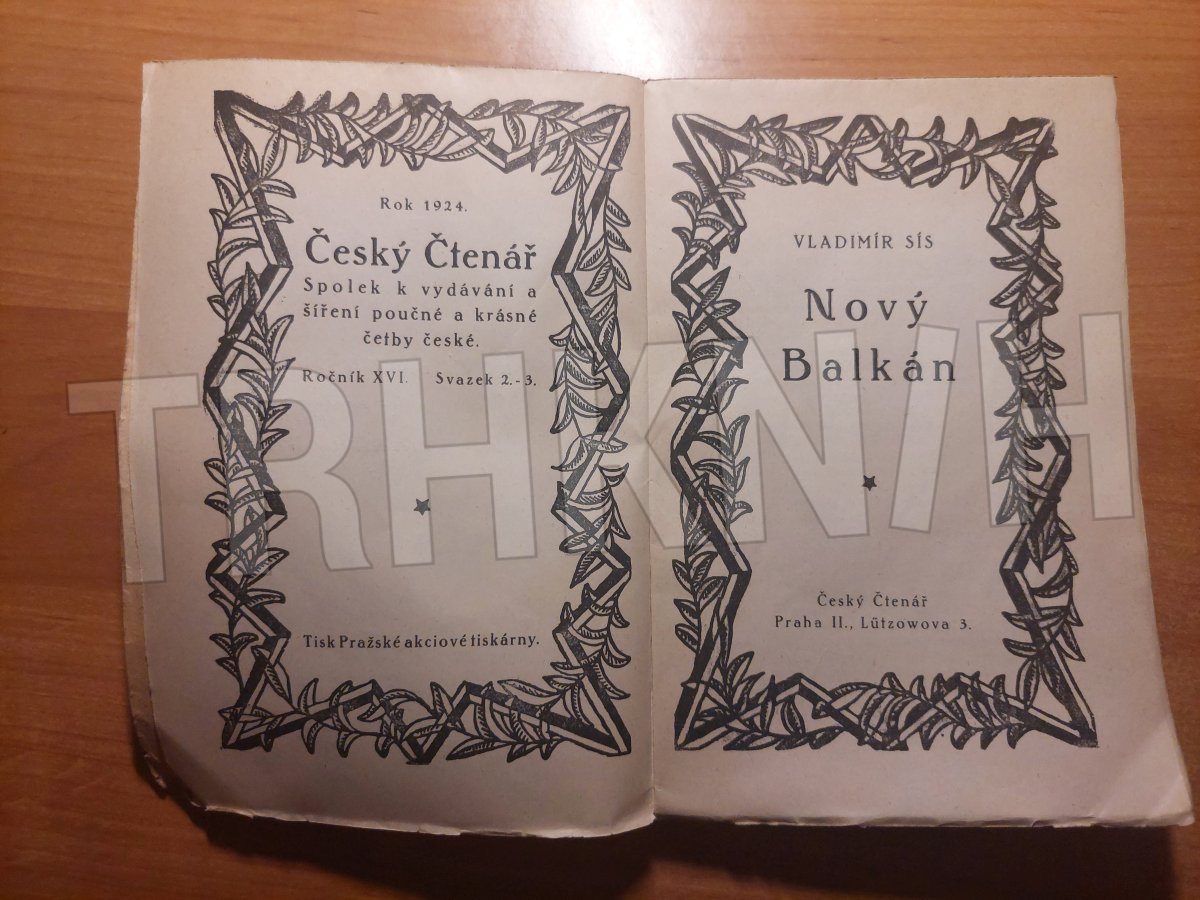 Rok 1924.
Český Čtenář
Spolek k vydávání a
šíření poučné a krásné
četby české.
Ročník XVI. Svazek 2.-3.
Tisk Pražské akciové tiskárny.
VLADIMÍR SÍS
Nový
Balkán
Český Čtenář
Praha II., Lützowova 3.
TRHKNIH